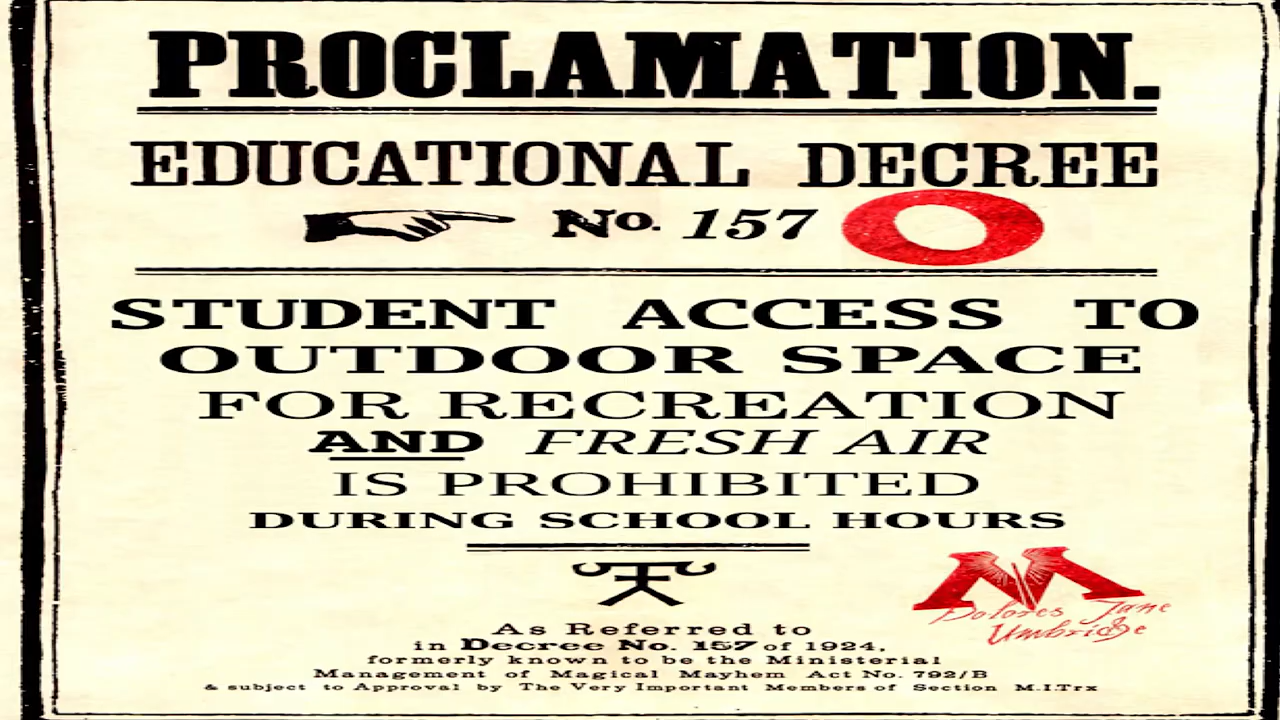 PROCLAMATION.
EDUCATIONAL DECREE
No. 157
STUDENT ACCESS TO
OUTDOOR SPACE
FOR RECREATION
AND FRESH AIR
IS PROHIBITED
DURING SCHOOL HOURS
M
Dolores Jane
Umbridge
As Referred to
in Decree No. 157 of 1924,
formerly known to be the Ministerial
Management of Magical Mayhem Act No. 792/B
& subject to Approval by The Very Important Members of Section M.I.Trx